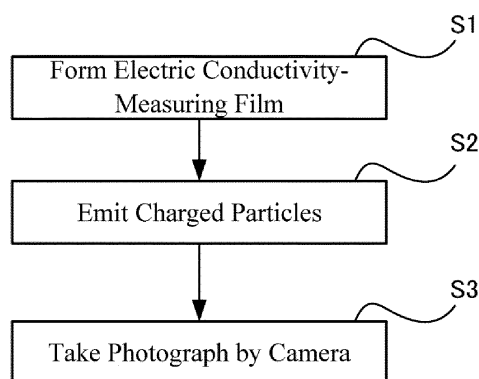 S1
Form Electric Conductivity-
Measuring Film
S2
Emit Charged Particles
S3
Take Photograph by Camera